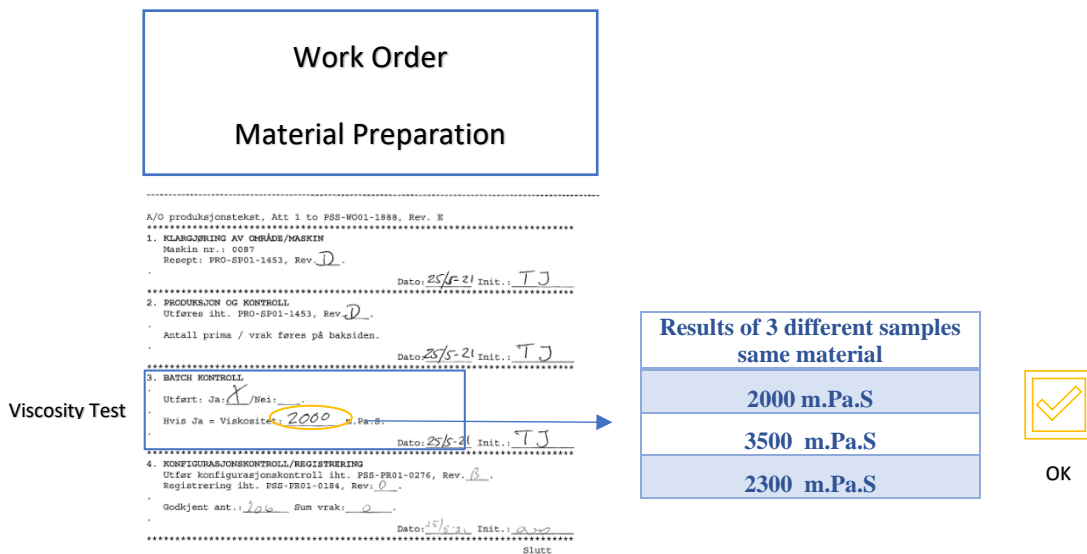 Work Order
Material Preparation
A/O produksjonstekst, Att 1 to PSS-WO01-1888, Rev. E
1. KLARGJØRING AV OMRÅDE/MASKIN
Maskin nr.: 0087
Resept: PRO-SP01-1453, Rev. D .
Dato: 25/5-21 Init.: TJ
2. PRODUKSJON OG KONTROLL
Utføres iht. PRO-SP01-1453, Rev. D .
Antall prima / vrak føres på baksiden.
Dato: 25/5-21 Init.: TJ
3. BATCH KONTROLL
Utført: Ja: X /Nei: .
Hvis Ja = Viskositet: 2000 m.Pa.S.
Dato: 25/5-21 Init.: TJ
Viscosity Test
4. KONFIGURASJONSKONTROLL/REGISTRERING
Utfør konfigurasjonskontroll iht. PSS-PR01-0276, Rev. B .
Registrering iht. PSS-PR01-0184, Rev: .
Godkjent ant.: 206 Sum vrak: 0 .
Dato: 25/5-21 Init.:
Slutt
Results of 3 different samples
same material
2000 m.Pa.S
3500 m.Pa.S
2300 m.Pa.S
OK